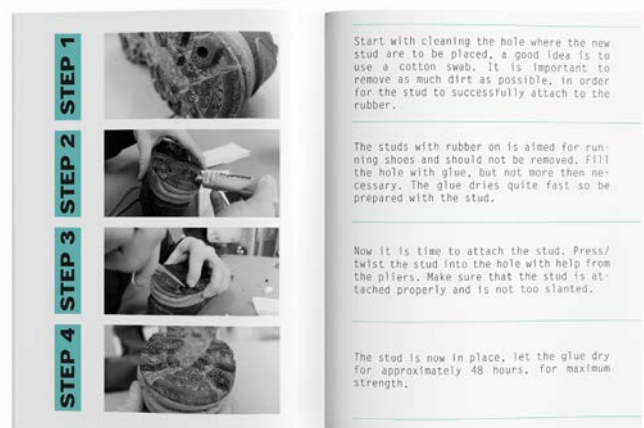 STEP 1
Start with cleaning the hole where the new
stud are to be placed, a good idea is to
use a cotton swab. It is important to
remove as much dirt as possible, in order
for the stud to successfully attach to the
rubber.
STEP 2
The studs with rubber on is aimed for run-
ning shoes and should not be removed. Fill
the hole with glue, but not more then ne-
cessary. The glue dries quite fast so be
prepared with the stud.
STEP 3
Now it is time to attach the stud. Press/
twist the stud into the hole with help from
the pliers. Make sure that the stud is at-
tached properly and is not too slanted.
STEP 4
The stud is now in place, let the glue dry
for approximately 48 hours, for maximum
strength.